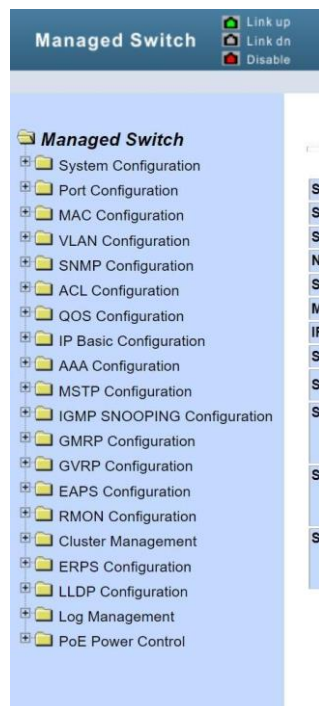 Managed Switch
Link up
Link dn
Disable
Managed Switch
System Configuration
Port Configuration
MAC Configuration
VLAN Configuration
SNMP Configuration
ACL Configuration
QOS Configuration
IP Basic Configuration
AAA Configuration
MSTP Configuration
IGMP SNOOPING Configuration
GMRP Configuration
GVRP Configuration
EAPS Configuration
RMON Configuration
Cluster Management
ERPS Configuration
LLDP Configuration
Log Management
PoE Power Control